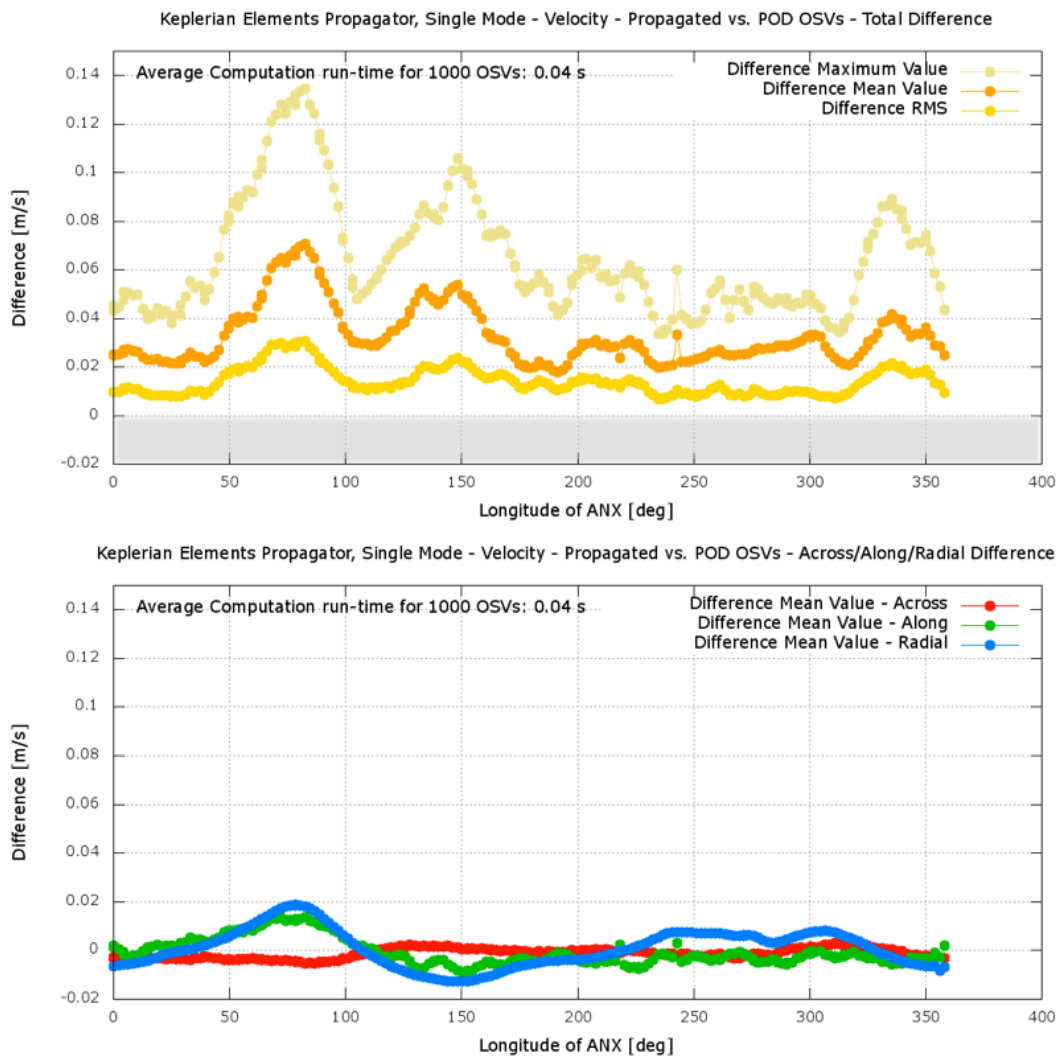 Keplerian Elements Propagator, Single Mode - Velocity - Propagated vs. POD OSVs - Total Difference
Average Computation run-time for 1000 OSVs: 0.04 s
Difference Maximum Value
Difference Mean Value
Difference RMS
Difference [m/s]
0.14
0.12
0.1
0.08
0.06
0.04
0.02
0
-0.02
0 50 100 150 200 250 300 350 400
Longitude of ANX [deg]
Keplerian Elements Propagator, Single Mode - Velocity - Propagated vs. POD OSVs - Across/Along/Radial Difference
Average Computation run-time for 1000 OSVs: 0.04 s
Difference Mean Value - Across
Difference Mean Value - Along
Difference Mean Value - Radial
Difference [m/s]
0.14
0.12
0.1
0.08
0.06
0.04
0.02
0
-0.02
0 50 100 150 200 250 300 350 400
Longitude of ANX [deg]